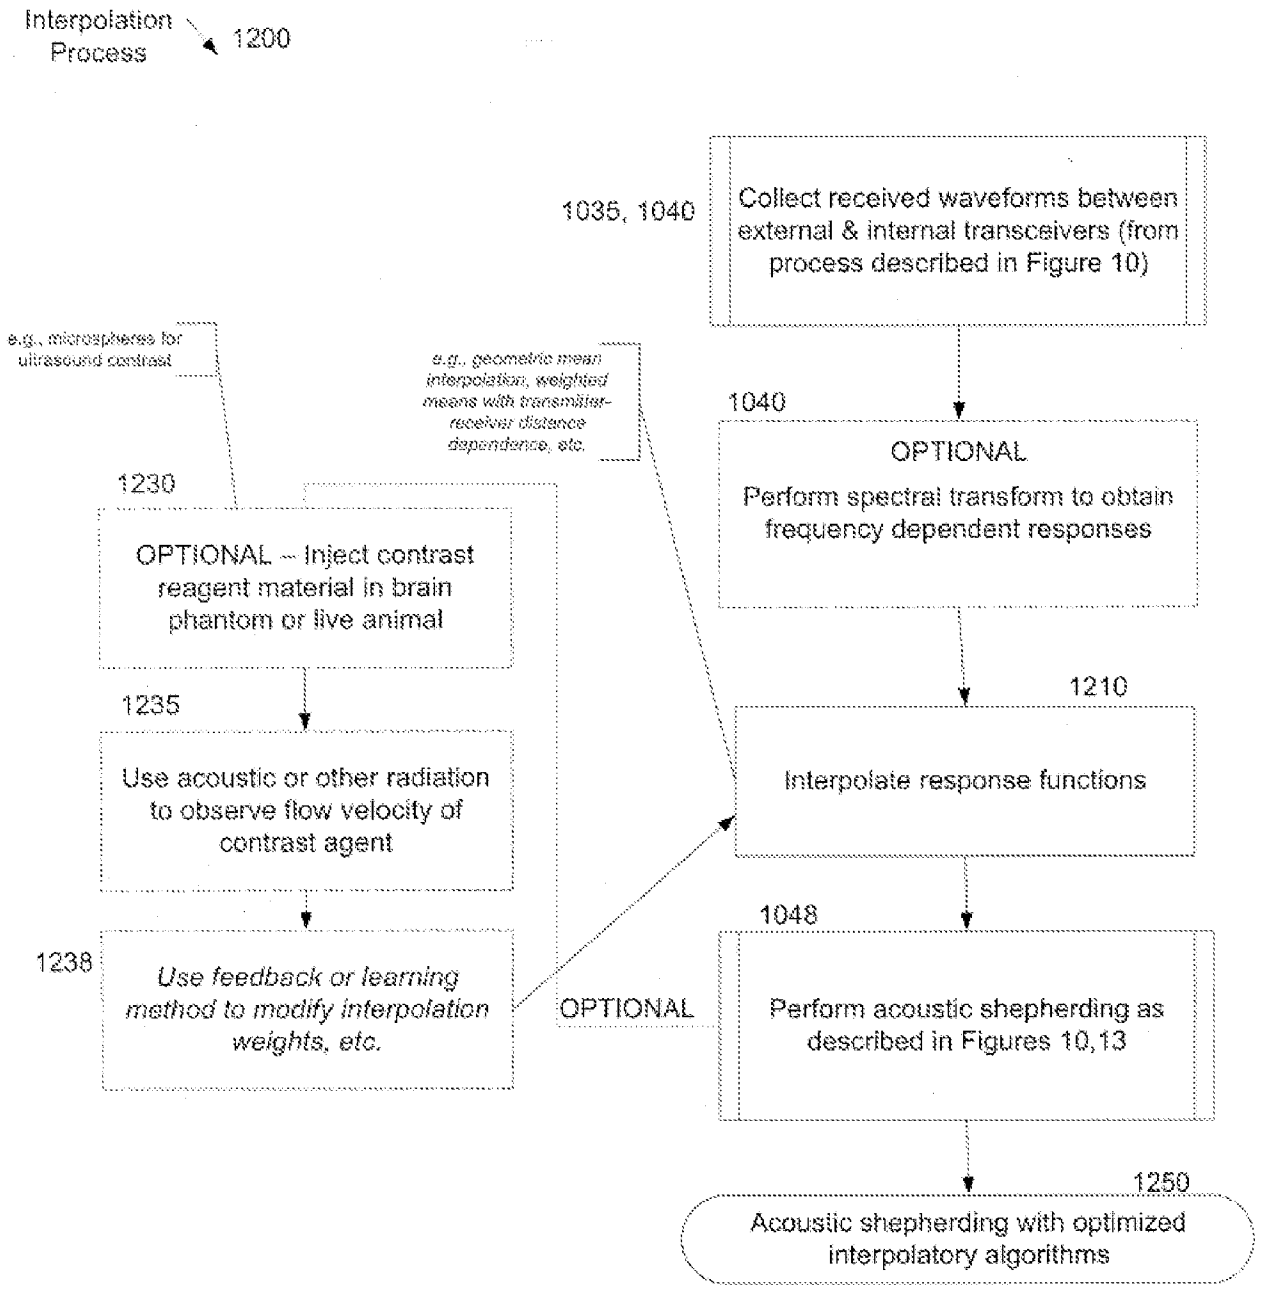 Interpolation
Process
1200
1035, 1040
Collect received waveforms between
external & internal transceivers (from
process described in Figure 10)
e.g., microspheres for
ultrasound contrast
e.g., geometric mean
interpolation, weighted
means with transmitter-
receiver distance
dependence, etc.
1040
OPTIONAL
Perform spectral transform to obtain
frequency dependent responses
1230
OPTIONAL – Inject contrast
reagent material in brain
phantom or live animal
1210
Interpolate response functions
1235
Use acoustic or other radiation
to observe flow velocity of
contrast agent
1238
Use feedback or learning
method to modify interpolation
weights, etc.
OPTIONAL
1048
Perform acoustic shepherding as
described in Figures 10,13
1250
Acoustic shepherding with optimized
interpolatory algorithms